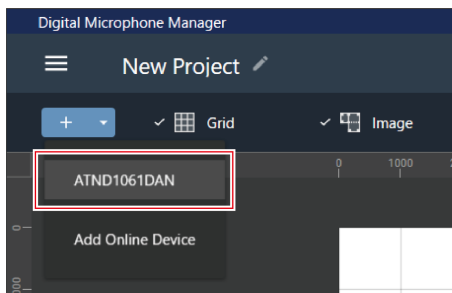 Digital Microphone Manager
New Project
+ Grid Image
0 1000
ATND1061DAN
0
Add Online Device